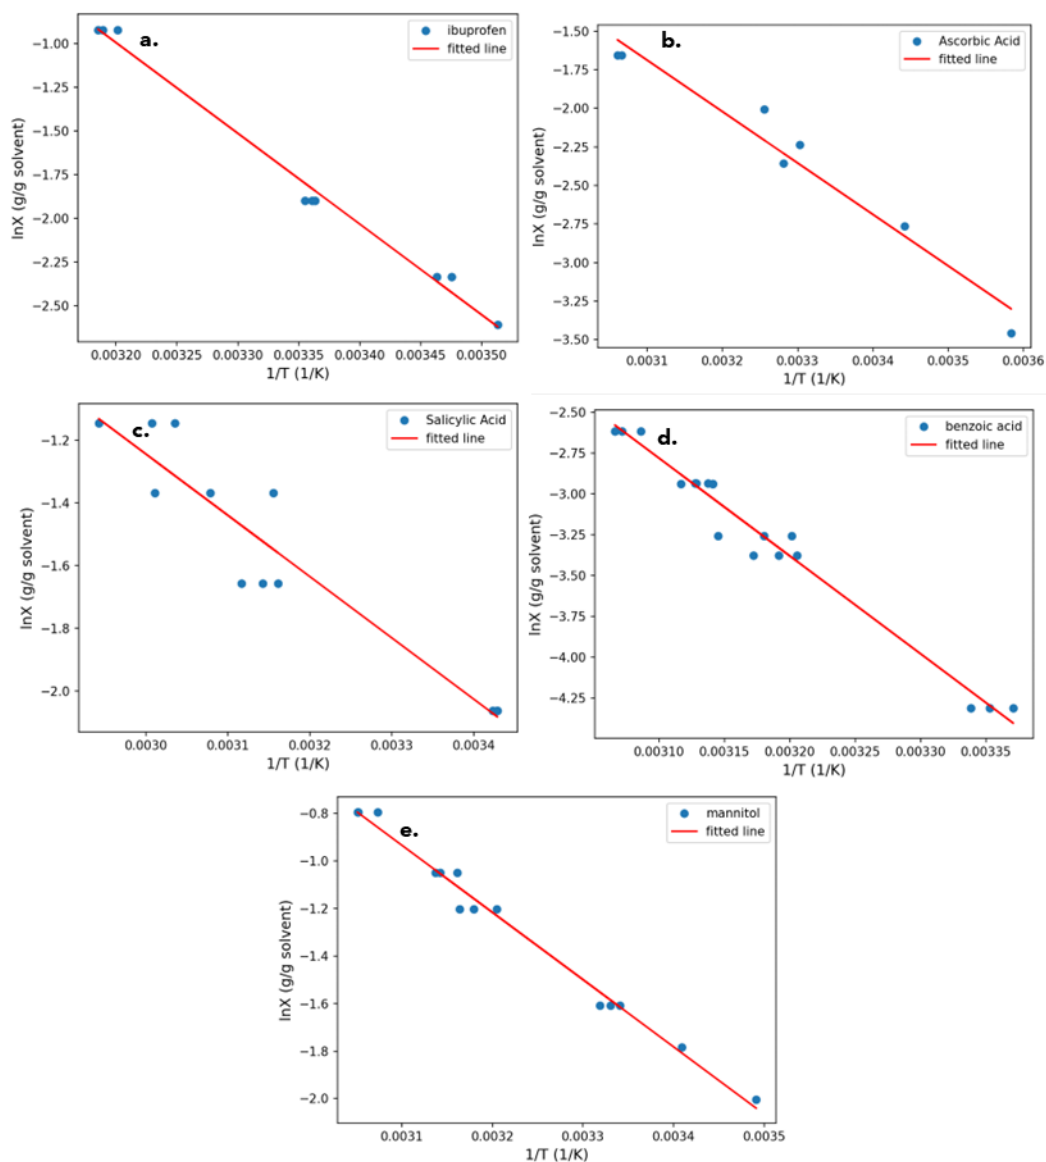 a.
ibuprofen
fitted line
lnX (g/g solvent)
−1.00
−1.25
−1.50
−1.75
−2.00
−2.25
−2.50
0.00320 0.00325 0.00330 0.00335 0.00340 0.00345 0.00350
1/T (1/K)
b.
Ascorbic Acid
fitted line
lnX (g/g solvent)
−1.50
−1.75
−2.00
−2.25
−2.50
−2.75
−3.00
−3.25
−3.50
0.0031 0.0032 0.0033 0.0034 0.0035 0.0036
1/T (1/K)
c.
Salicylic Acid
fitted line
lnX (g/g solvent)
−1.2
−1.4
−1.6
−1.8
−2.0
0.0030 0.0031 0.0032 0.0033 0.0034
1/T (1/K)
d.
benzoic acid
fitted line
lnX (g/g solvent)
−2.50
−2.75
−3.00
−3.25
−3.50
−3.75
−4.00
−4.25
0.00310 0.00315 0.00320 0.00325 0.00330 0.00335
1/T (1/K)
e.
mannitol
fitted line
lnX (g/g solvent)
−0.8
−1.0
−1.2
−1.4
−1.6
−1.8
−2.0
0.0031 0.0032 0.0033 0.0034 0.0035
1/T (1/K)